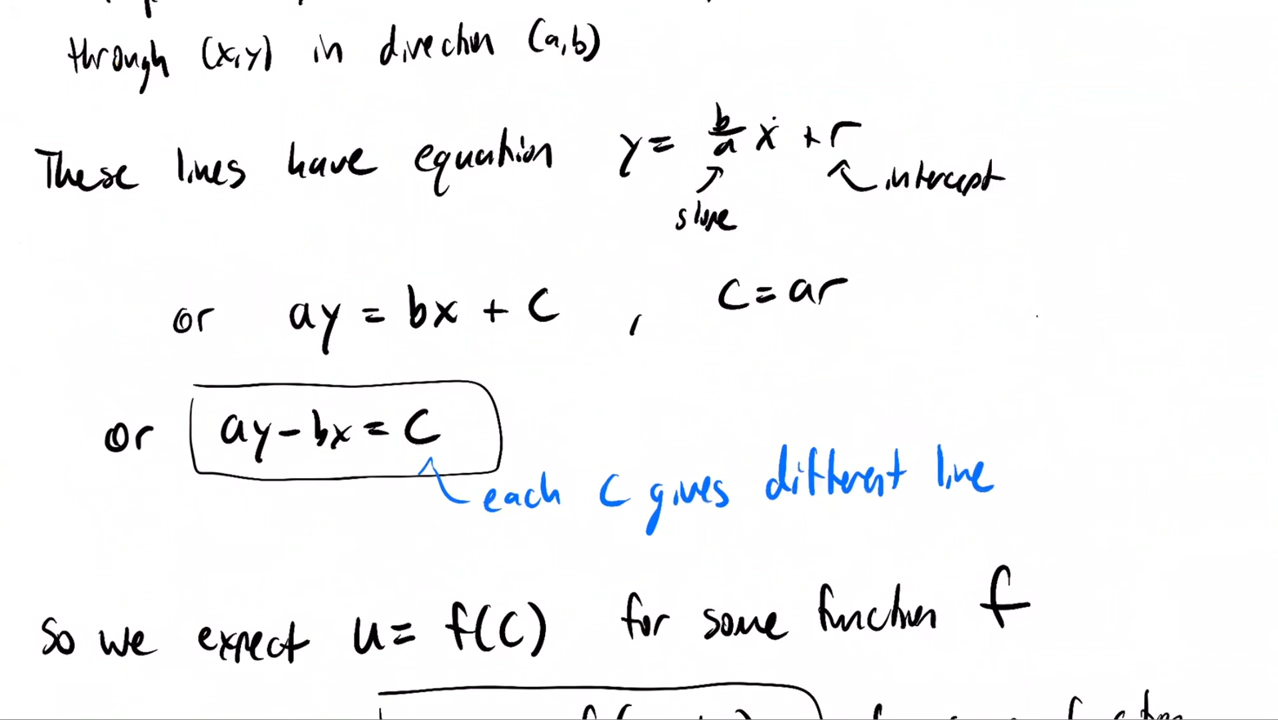 through (x,y) in direction (a,b)
These lines have equation y = b/a x + r
slope
intercept
or ay = bx + C , C = ar
or ay - bx = C
each C gives different line
So we expect u = f(C) for some function f